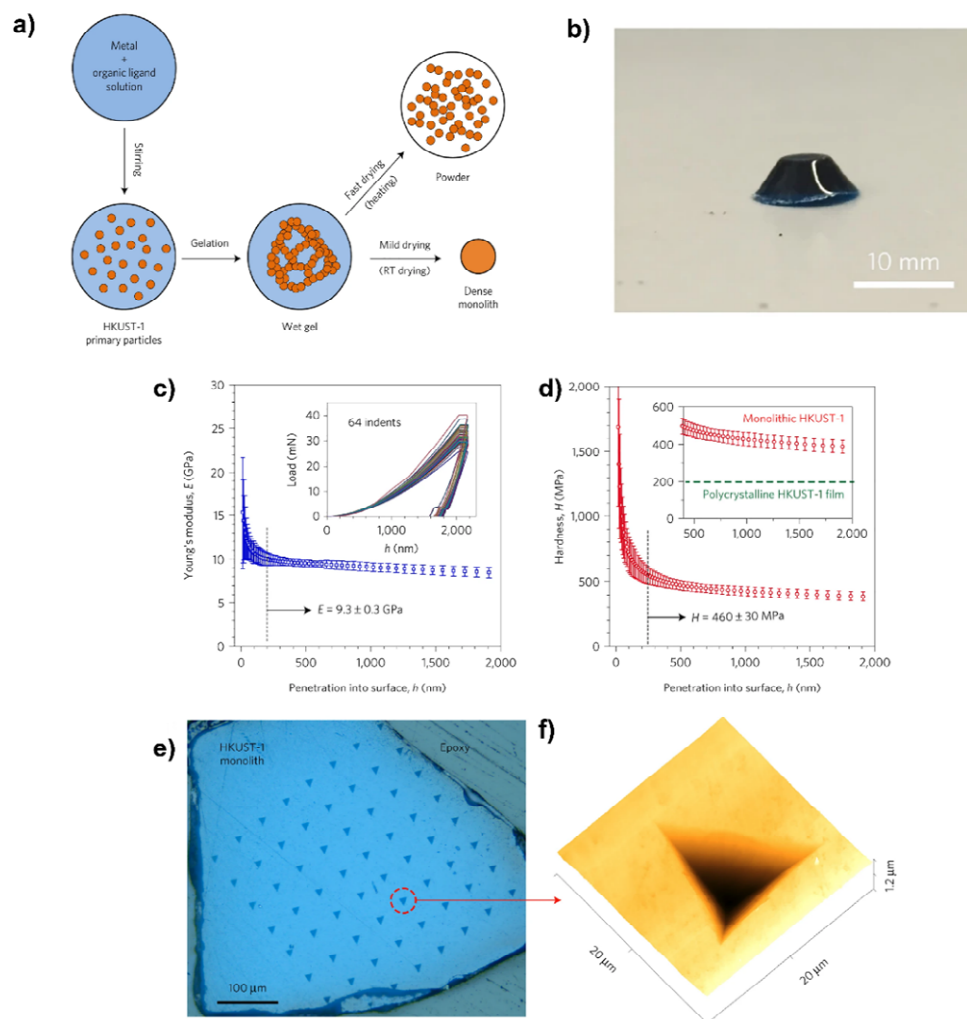 a)
Metal
+
organic ligand
solution
Stirring
HKUST-1
primary particles
Gelation
Wet gel
Fast drying
(heating)
Powder
Mild drying
(RT drying)
Dense
monolith
b)
10 mm
c)
Young's modulus, E (GPa)
30
25
20
15
10
5
0
0
500
1,000
1,500
2,000
Penetration into surface, h (nm)
E = 9.3 ± 0.3 GPa
64 indents
Load (mN)
40
30
20
10
0
0
1,000
2,000
h (nm)
d)
Hardness, H (MPa)
2,000
1,500
1,000
500
0
0
500
1,000
1,500
2,000
Penetration into surface, h (nm)
H = 460 ± 30 MPa
600
400
200
0
500
1,000
1,500
2,000
Monolithic HKUST-1
Polycrystalline HKUST-1 film
e)
HKUST-1
monolith
Epoxy
100 μm
f)
1.2 μm
20 μm
20 μm